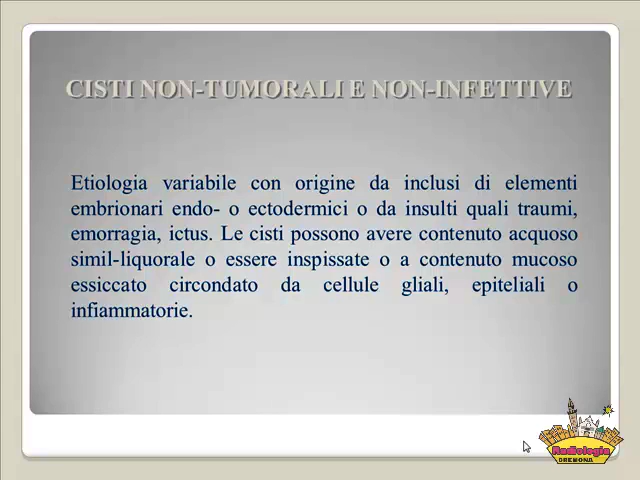 CISTI NON-TUMORALI E NON-INFETTIVE
Etiologia variabile con origine da inclusi di elementi
embrionari endo- o ectodermici o da insulti quali traumi,
emorragia, ictus. Le cisti possono avere contenuto acquoso
simil-liquorale o essere inspissate o a contenuto mucoso
essiccato circondato da cellule gliali, epiteliali o
infiammatorie.
Radiologia
CREMONA